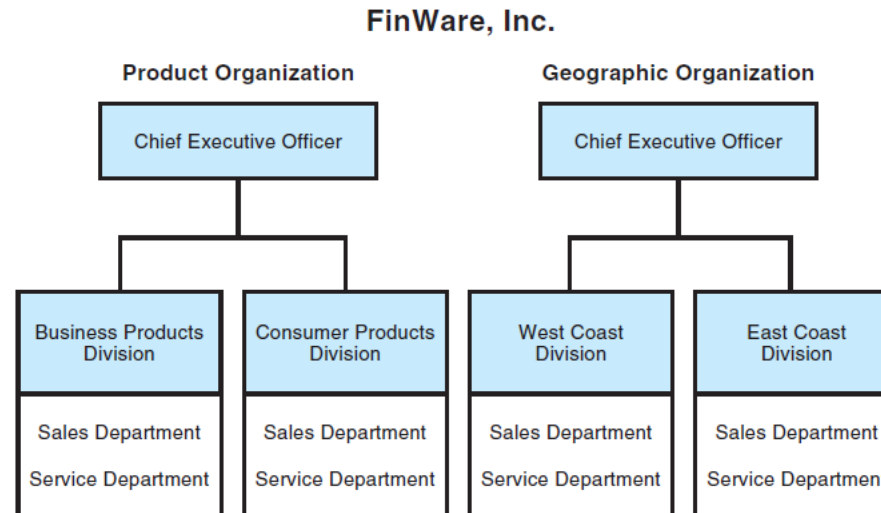 FinWare, Inc.
Product Organization
Geographic Organization
Chief Executive Officer
Chief Executive Officer
Business Products
Division
Consumer Products
Division
West Coast
Division
East Coast
Division
Sales Department
Sales Department
Sales Department
Sales Department
Service Department
Service Department
Service Department
Service Departmen